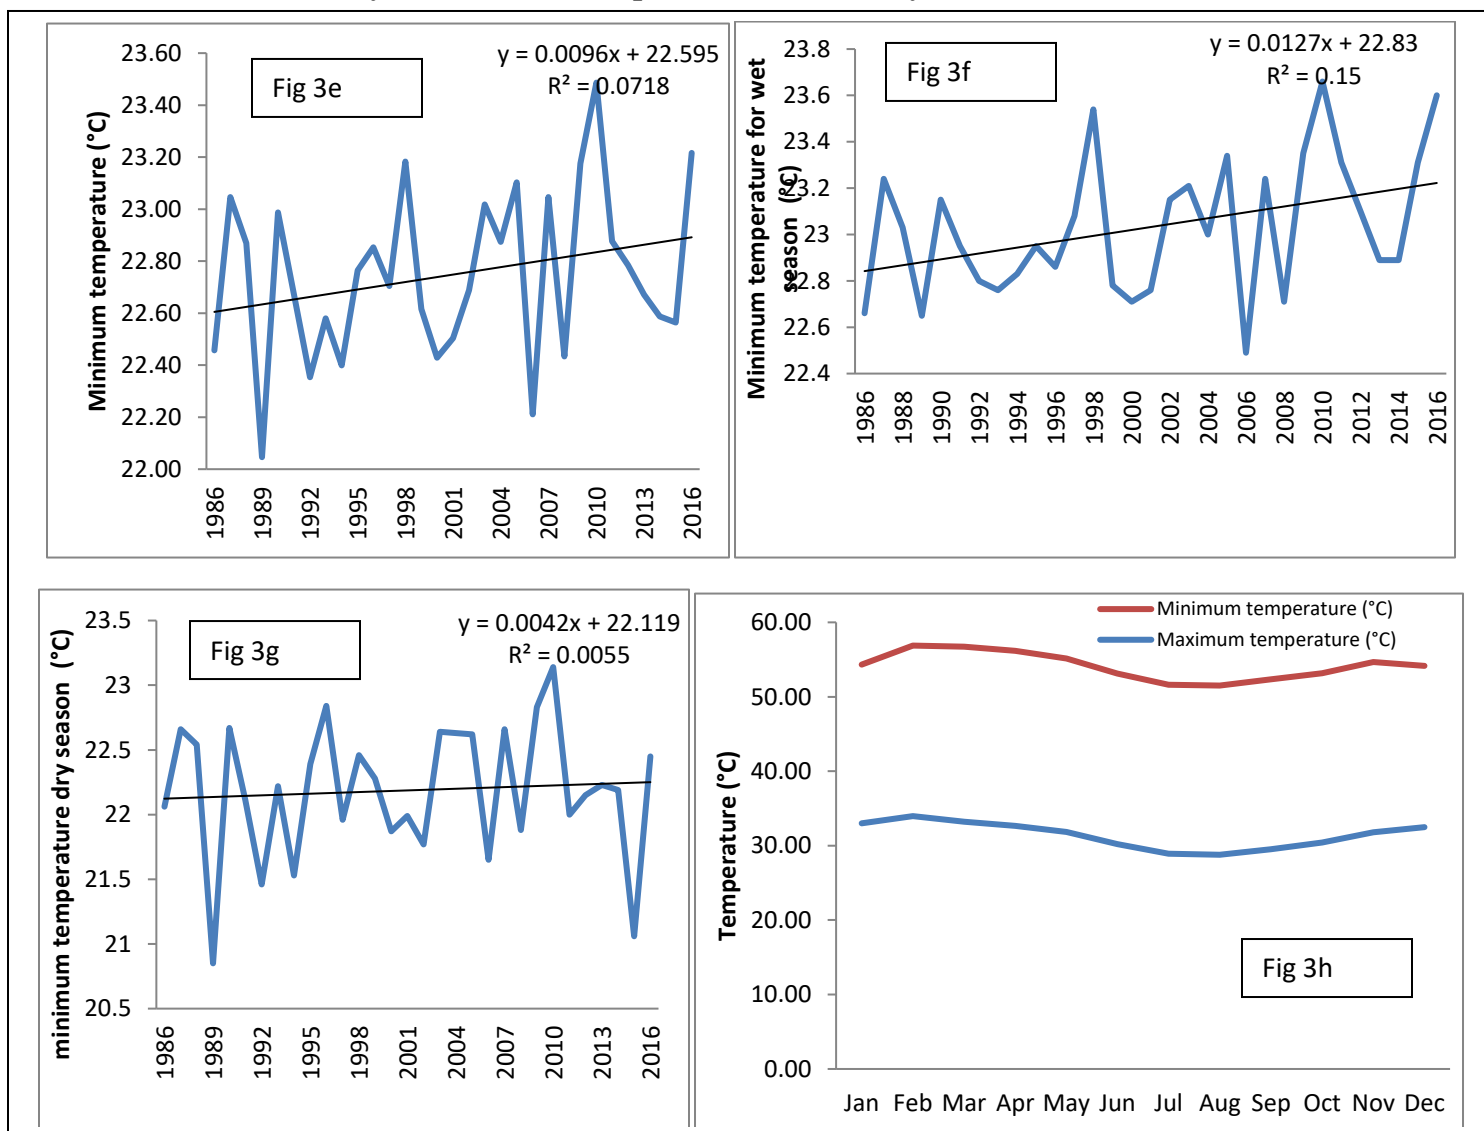 y = 0.0096x + 22.595
R² = 0.0718
Fig 3e
Minimum temperature (°C)
23.60
23.40
23.20
23.00
22.80
22.60
22.40
22.20
22.00
1986 1989 1992 1995 1998 2001 2004 2007 2010 2013 2016
y = 0.0127x + 22.83
R² = 0.15
Fig 3f
Minimum temperature for wet
season (°C)
23.8
23.6
23.4
23.2
23
22.8
22.6
22.4
1986 1988 1990 1992 1994 1996 1998 2000 2002 2004 2006 2008 2010 2012 2014 2016
y = 0.0042x + 22.119
R² = 0.0055
Fig 3g
minimum temperature dry season (°C)
23.5
23
22.5
22
21.5
21
20.5
1986 1989 1992 1995 1998 2001 2004 2007 2010 2013 2016
Minimum temperature (°C)
Maximum temperature (°C)
Temperature (°C)
60.00
50.00
40.00
30.00
20.00
10.00
0.00
Fig 3h
Jan Feb Mar Apr May Jun Jul Aug Sep Oct Nov Dec